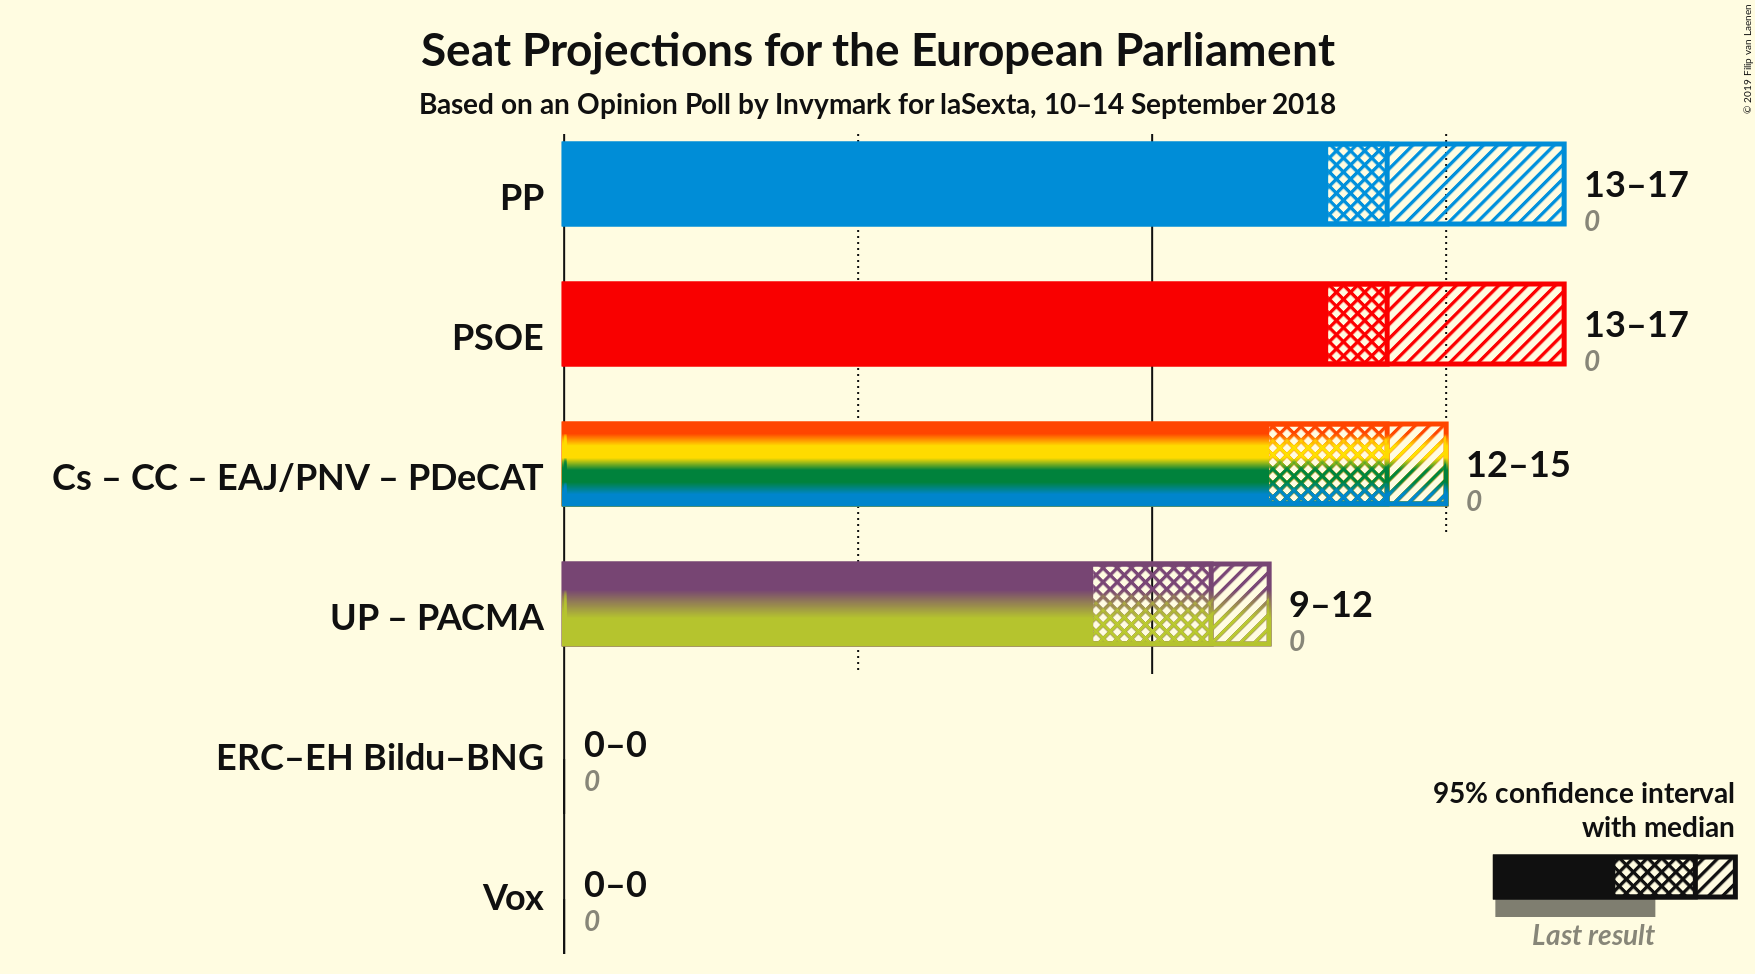 Seat Projections for the European Parliament
Based on an Opinion Poll by Invymark for laSexta, 10–14 September 2018
© 2019 Filip van Laenen
PP
13–17
0
PSOE
13–17
0
Cs – CC – EAJ/PNV – PDeCAT
12–15
0
UP – PACMA
9–12
0
ERC–EH Bildu–BNG
0–0
0
Vox
0–0
0
95% confidence interval
with median
Last result